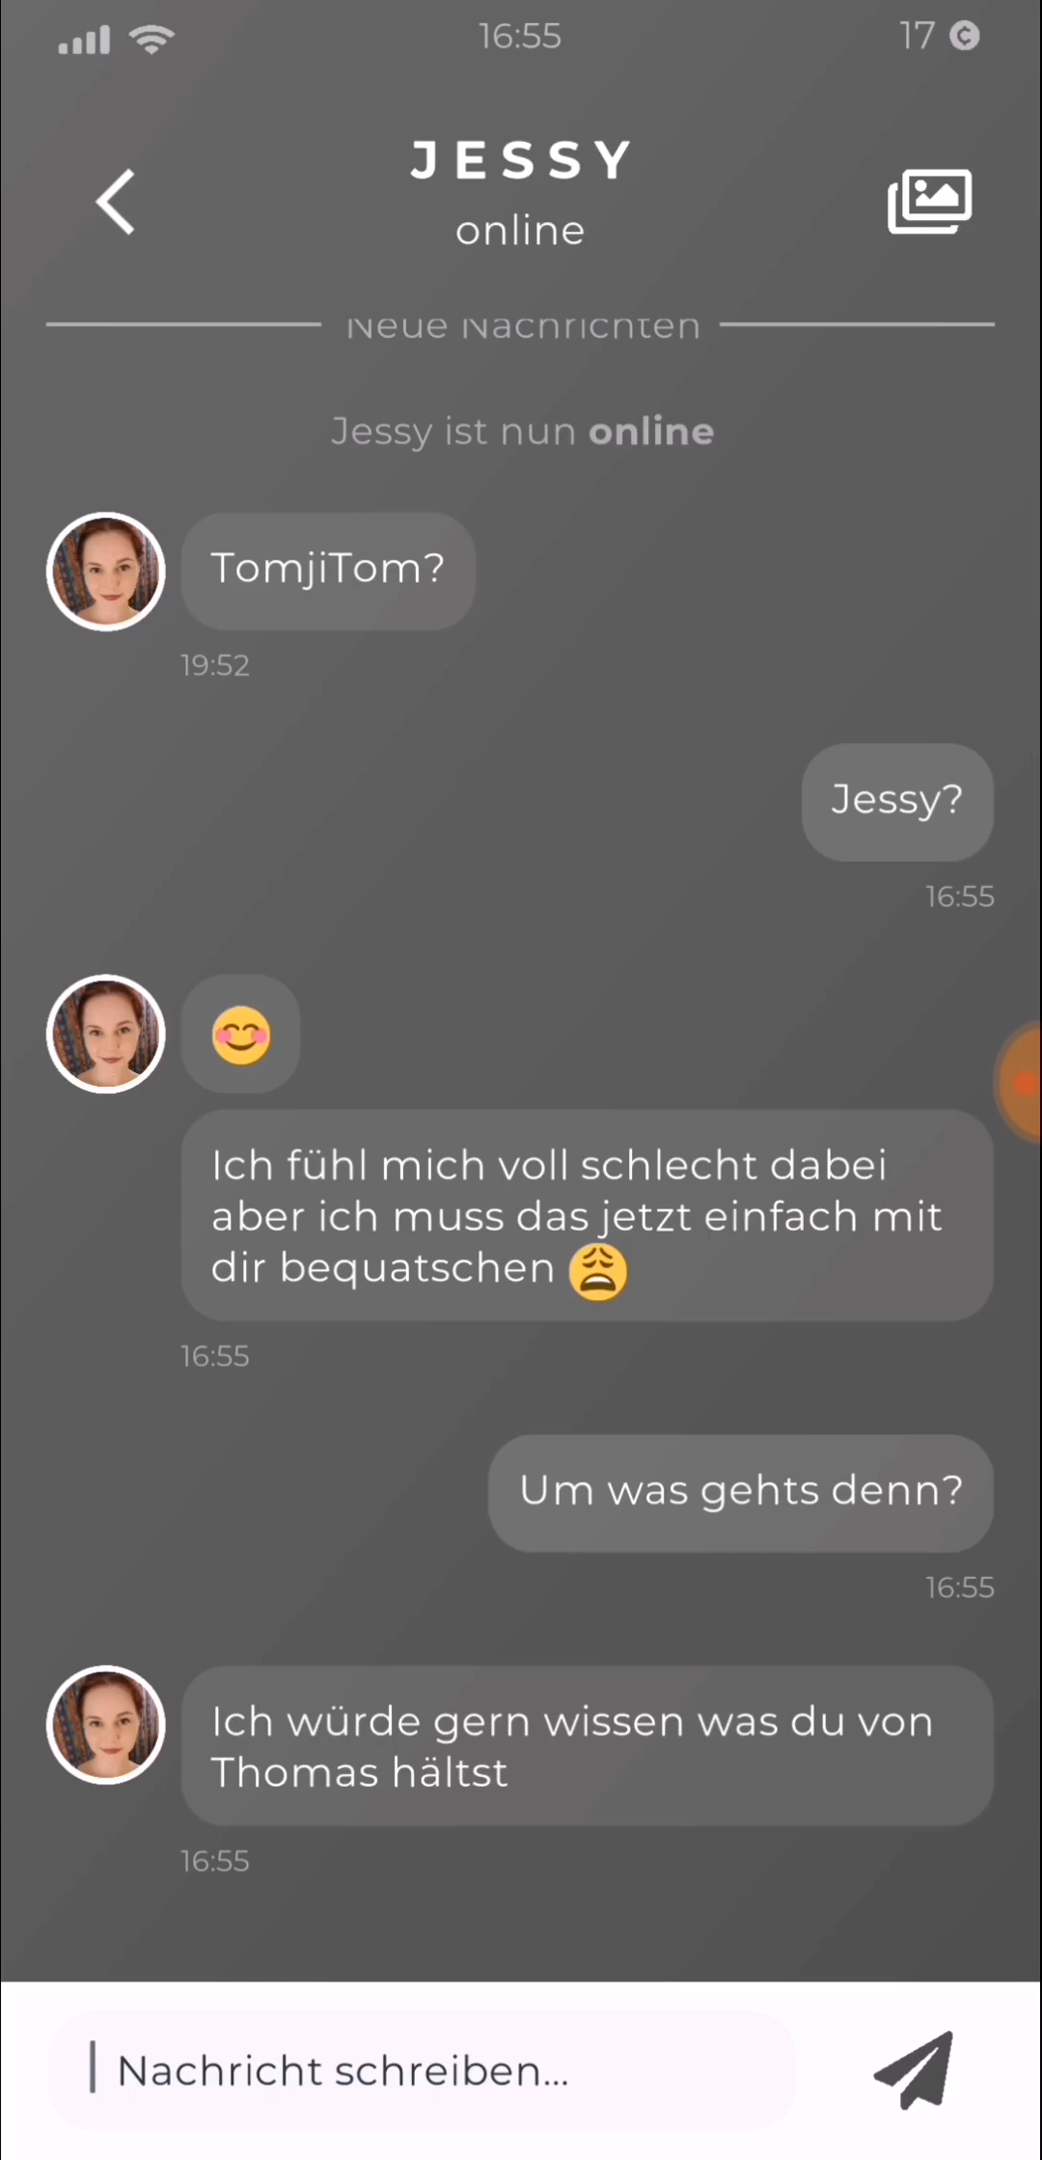 16:55
17
JESSY
online
Neue Nachrichten
Jessy ist nun online
TomjiTom?
19:52
Jessy?
16:55
😊
Ich fühl mich voll schlecht dabei
aber ich muss das jetzt einfach mit
dir bequatschen 😩
16:55
Um was gehts denn?
16:55
Ich würde gern wissen was du von
Thomas hältst
16:55
Nachricht schreiben...